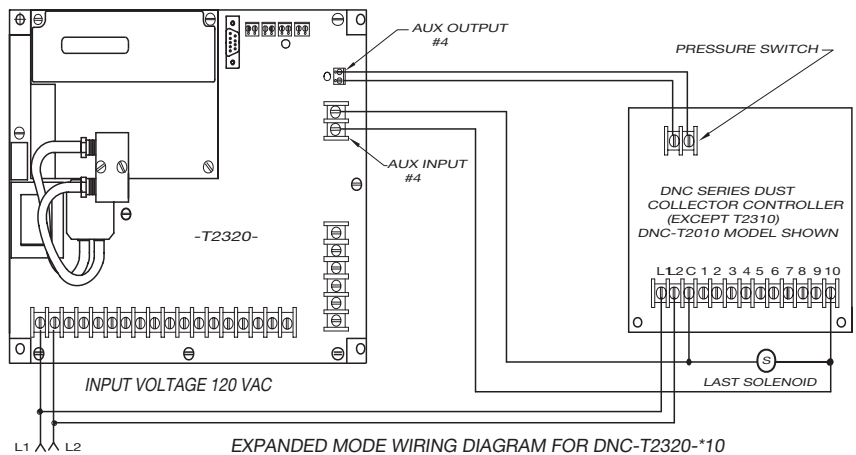 AUX OUTPUT
#4
PRESSURE SWITCH
AUX INPUT
#4
-T2320-
DNC SERIES DUST
COLLECTOR CONTROLLER
(EXCEPT T2310)
DNC-T2010 MODEL SHOWN
L1 L2 C 1 2 3 4 5 6 7 8 9 10
INPUT VOLTAGE 120 VAC
S
LAST SOLENOID
L1 L2
EXPANDED MODE WIRING DIAGRAM FOR DNC-T2320-*10